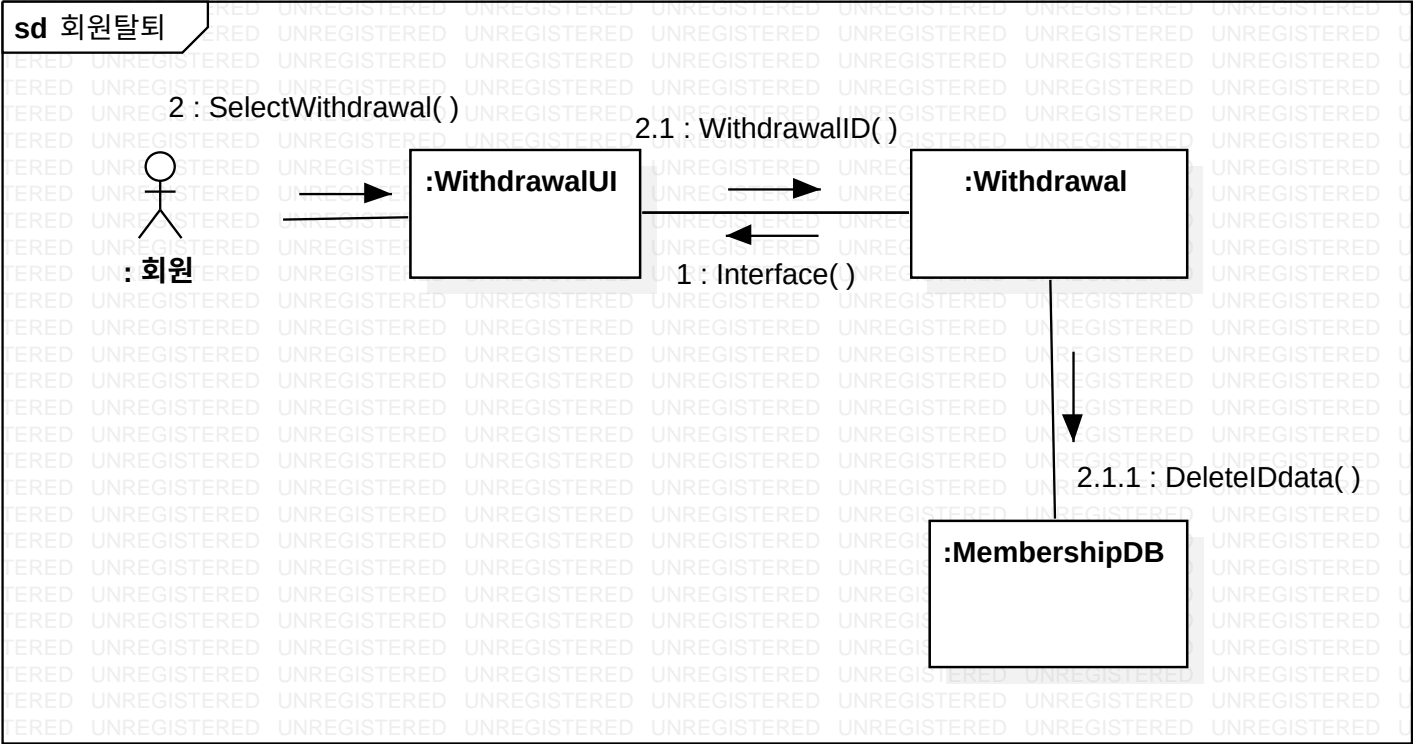 sd 회원탈퇴
2 : SelectWithdrawal( )
2.1 : WithdrawalID( )
:WithdrawalUI
:Withdrawal
: 회원
1 : Interface( )
2.1.1 : DeleteIDdata( )
:MembershipDB
UNREGISTERED